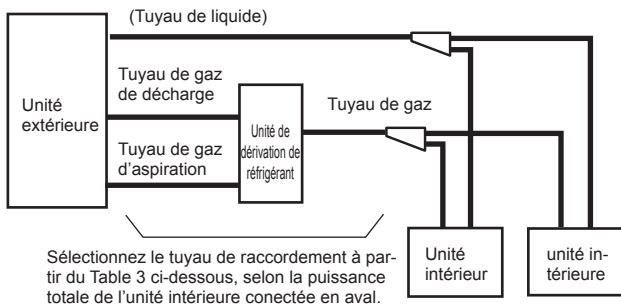 (Tuyau de liquide)
Tuyau de gaz
de décharge
Unité
extérieure
Unité de
dérivation de
réfrigérant
Tuyau de gaz
Tuyau de gaz
d'aspiration
Sélectionnez le tuyau de raccordement à par-
tir du Table 3 ci-dessous, selon la puissance
totale de l'unité intérieure conectée en aval.
Unité
intérieur
unité in-
térieure